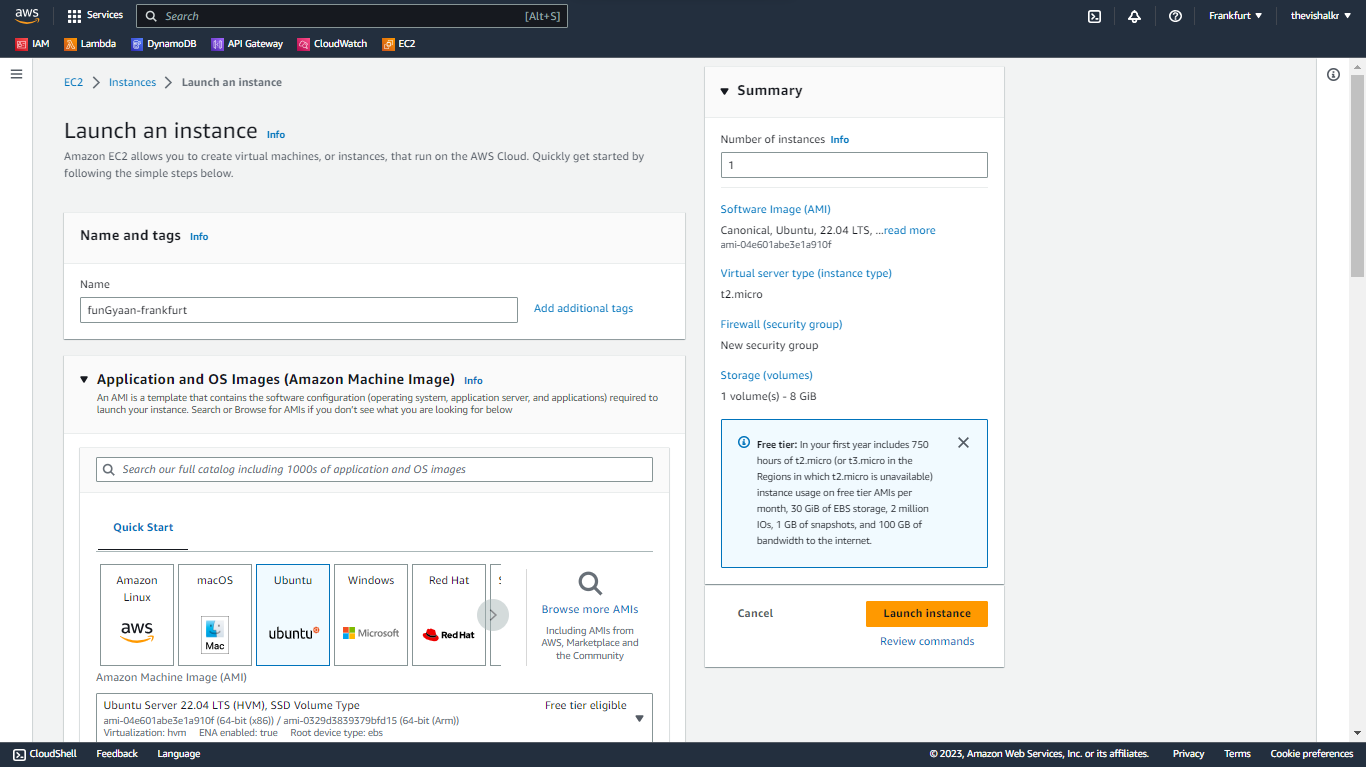 aws
Services
Search
[Alt+S]
Frankfurt
thevishalkr
IAM
Lambda
DynamoDB
API Gateway
CloudWatch
EC2
EC2
Instances
Launch an instance
Launch an instance Info
Amazon EC2 allows you to create virtual machines, or instances, that run on the AWS Cloud. Quickly get started by
following the simple steps below.
Name and tags Info
Name
funGyaan-frankfurt
Add additional tags
Application and OS Images (Amazon Machine Image) Info
An AMI is a template that contains the software configuration (operating system, application server, and applications) required to
launch your instance. Search or Browse for AMIs if you don't see what you are looking for below
Search our full catalog including 1000s of application and OS images
Quick Start
Amazon
Linux
aws
macOS
Mac
Ubuntu
ubuntu
Windows
Microsoft
Red Hat
Red Hat
Browse more AMIs
Including AMIs from
AWS, Marketplace and
the Community
Amazon Machine Image (AMI)
Ubuntu Server 22.04 LTS (HVM), SSD Volume Type
Free tier eligible
ami-04e601abe3e1a910f (64-bit (x86)) / ami-0329d3839379bfd15 (64-bit (Arm))
Virtualization: hvm ENA enabled: true Root device type: ebs
Summary
Number of instances Info
1
Software Image (AMI)
Canonical, Ubuntu, 22.04 LTS, ...read more
ami-04e601abe3e1a910f
Virtual server type (instance type)
t2.micro
Firewall (security group)
New security group
Storage (volumes)
1 volume(s) - 8 GiB
Free tier: In your first year includes 750
hours of t2.micro (or t3.micro in the
Regions in which t2.micro is unavailable)
instance usage on free tier AMIs per
month, 30 GiB of EBS storage, 2 million
IOs, 1 GB of snapshots, and 100 GB of
bandwidth to the internet.
Cancel
Launch instance
Review commands
CloudShell
Feedback
Language
© 2023, Amazon Web Services, Inc. or its affiliates.
Privacy
Terms
Cookie preferences